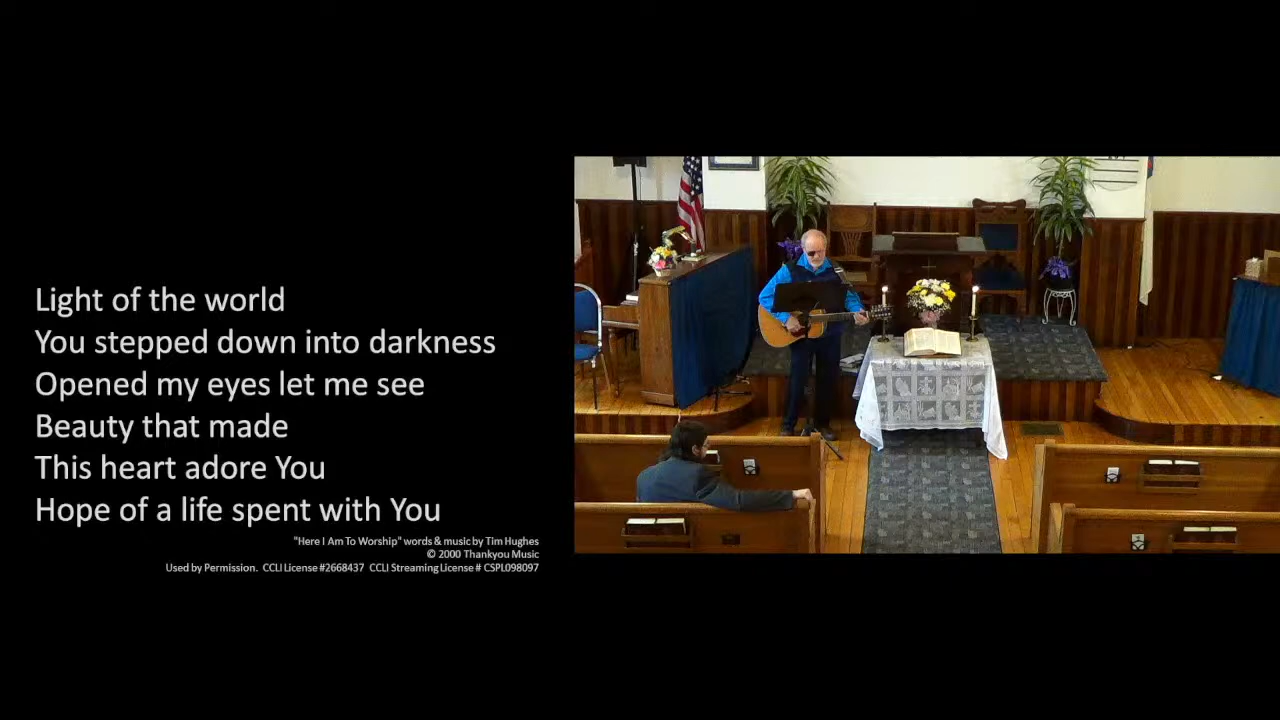 Light of the world
You stepped down into darkness
Opened my eyes let me see
Beauty that made
This heart adore You
Hope of a life spent with You
"Here I Am To Worship" words & music by Tim Hughes
© 2000 Thankyou Music
Used by Permission.  CCLI License #2668437  CCLI Streaming License # CSPL098097